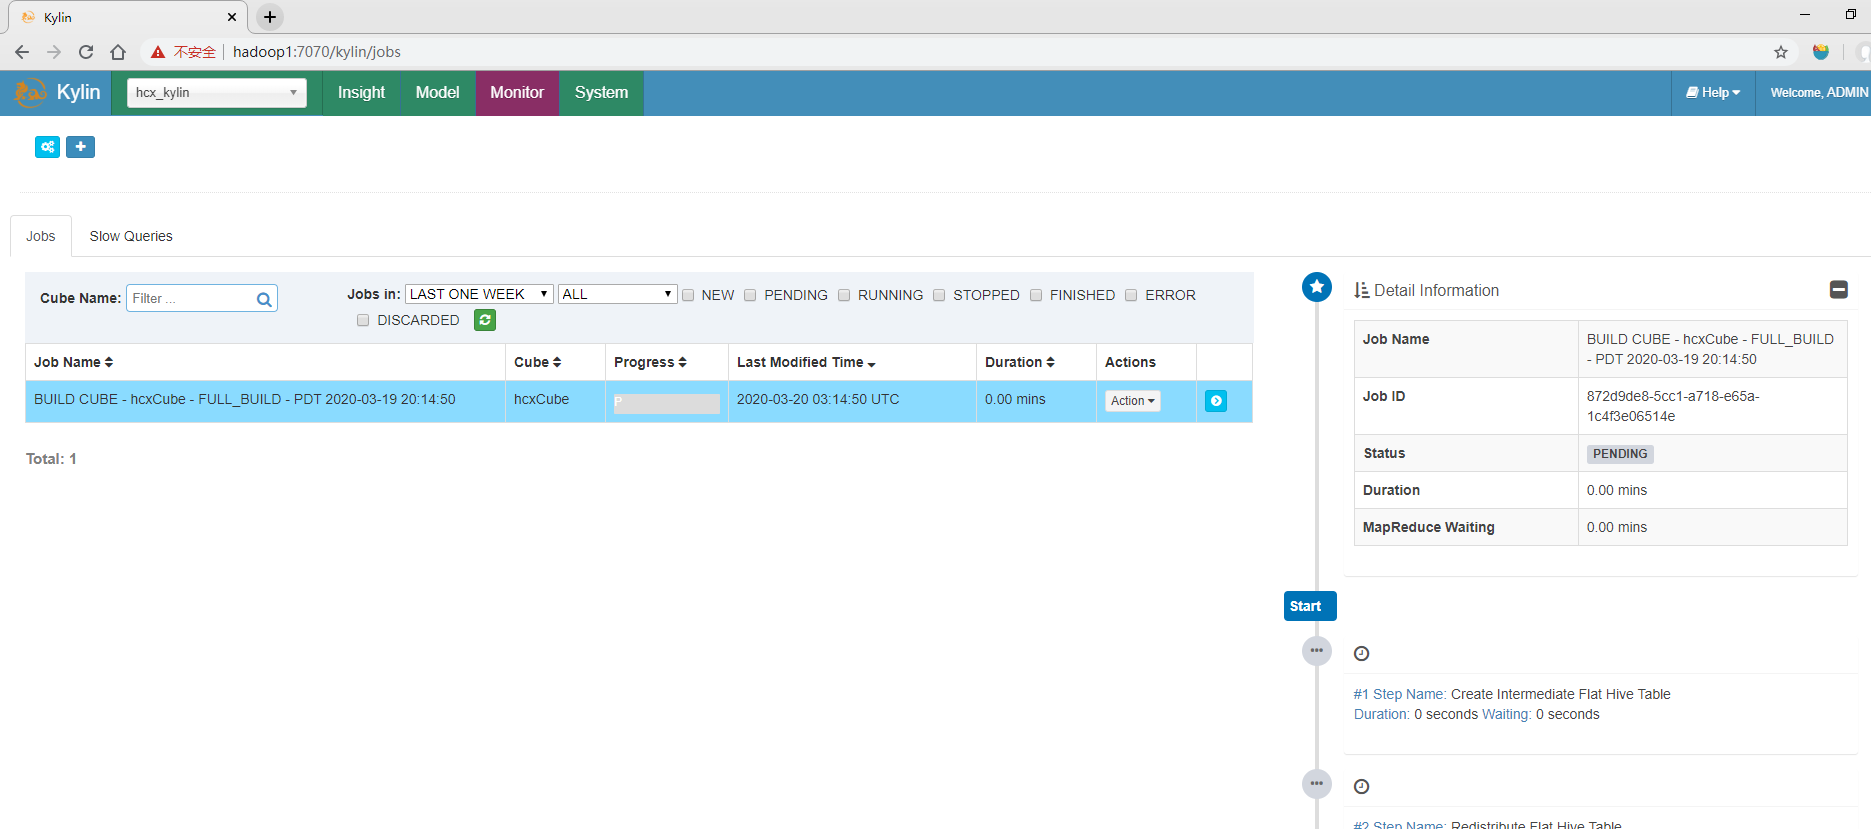 Kylin
不安全 hadoop1:7070/kylin/jobs
Kylin hcx_kylin Insight Model Monitor System Help Welcome, ADMIN
Jobs Slow Queries
Cube Name: Filter ... Jobs in: LAST ONE WEEK ALL NEW PENDING RUNNING STOPPED FINISHED ERROR
DISCARDED
Job Name Cube Progress Last Modified Time Duration Actions
BUILD CUBE - hcxCube - FULL_BUILD - PDT 2020-03-19 20:14:50 hcxCube P 2020-03-20 03:14:50 UTC 0.00 mins Action
Total: 1
Detail Information
Job Name BUILD CUBE - hcxCube - FULL_BUILD
- PDT 2020-03-19 20:14:50
Job ID 872d9de8-5cc1-a718-e65a-
1c4f3e06514e
Status PENDING
Duration 0.00 mins
MapReduce Waiting 0.00 mins
Start
#1 Step Name: Create Intermediate Flat Hive Table
Duration: 0 seconds Waiting: 0 seconds
#2 Step Name: Redistribute Flat Hive Table